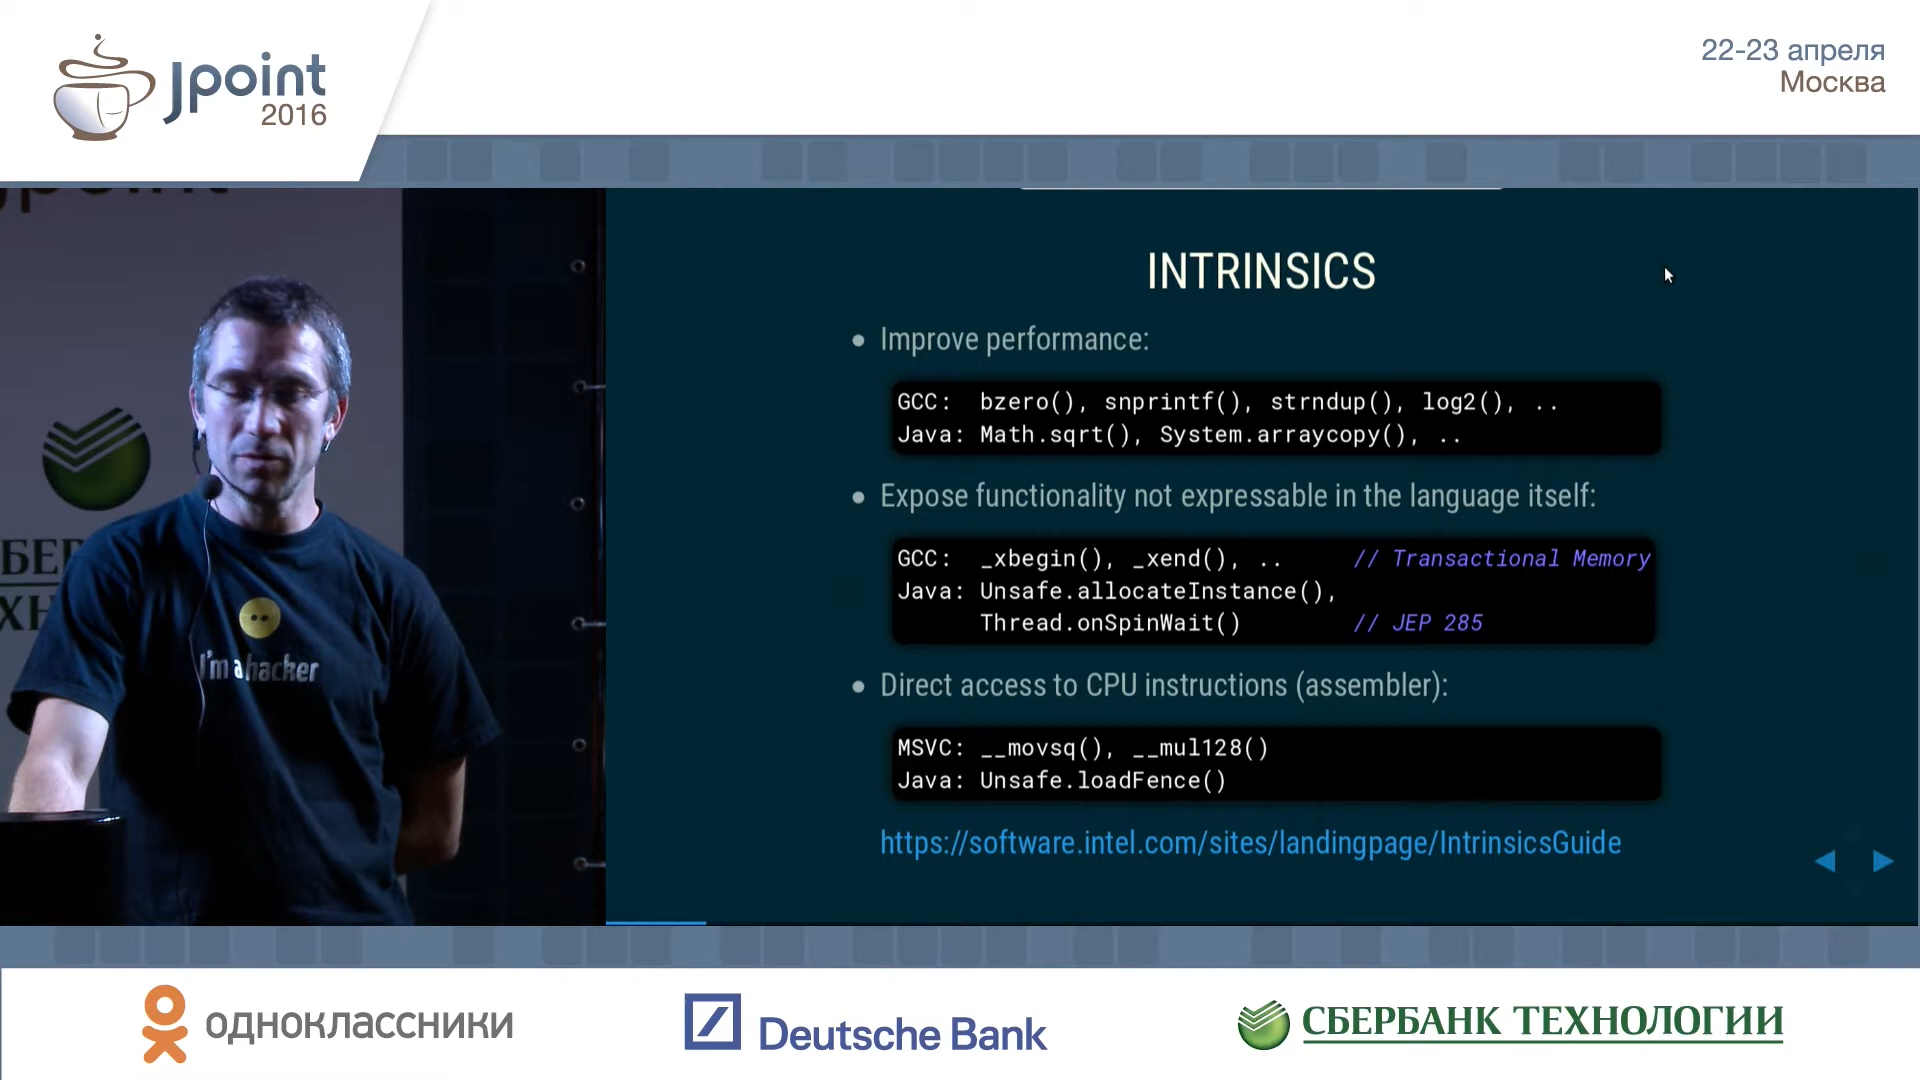 Jpoint
2016
22-23 апреля
Москва
INTRINSICS
Improve performance:
GCC: bzero(), snprintf(), strndup(), log2(), ..
Java: Math.sqrt(), System.arraycopy(), ..
Expose functionality not expressable in the language itself:
GCC: _xbegin(), _xend(), .. // Transactional Memory
Java: Unsafe.allocateInstance(),
Thread.onSpinWait() // JEP 285
Direct access to CPU instructions (assembler):
MSVC: __movsq(), __mul128()
Java: Unsafe.loadFence()
https://software.intel.com/sites/landingpage/IntrinsicsGuide
I'm a hacker
одноклассники
Deutsche Bank
СБЕРБАНК ТЕХНОЛОГИИ